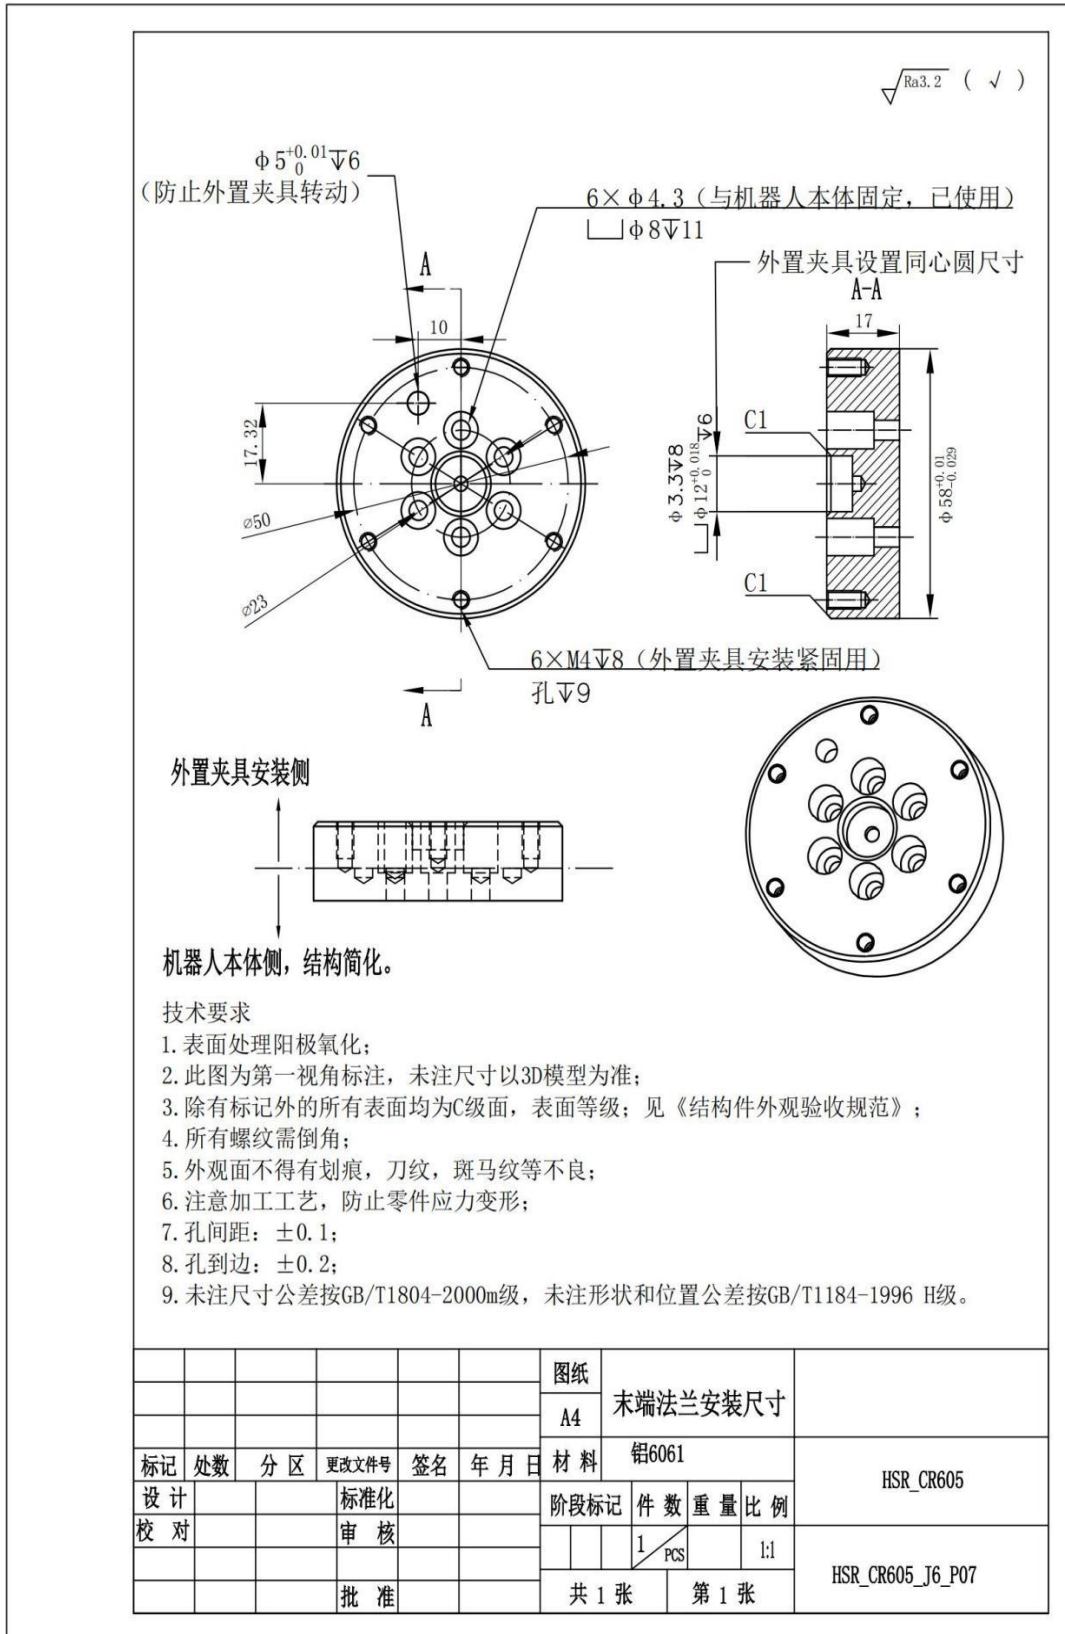 Ra3.2 ( √ )
φ5 +0.01 0 ↧6
(防止外置夹具转动)
6×φ4.3(与机器人本体固定, 已使用)
⌴φ8↧11
外置夹具设置同心圆尺寸
A
A-A
10
17
17.32
C1
φ3.3↧8
⌴φ12 +0.018 0 ↧6
φ58 +0.01 -0.029
⌀50
⌀23
C1
6×M4↧8(外置夹具安装紧固用)
孔↧9
A
外置夹具安装侧
机器人本体侧, 结构简化。
技术要求
1.表面处理阳极氧化;
2.此图为第一视角标注, 未注尺寸以3D模型为准;
3.除有标记外的所有表面均为C级面, 表面等级; 见《结构件外观验收规范》;
4.所有螺纹需倒角;
5.外观面不得有划痕, 刀纹, 斑马纹等不良;
6.注意加工工艺, 防止零件应力变形;
7.孔间距: ±0.1;
8.孔到边: ±0.2;
9.未注尺寸公差按GB/T1804-2000m级, 未注形状和位置公差按GB/T1184-1996 H级。
图纸
末端法兰安装尺寸
A4
标记 处数 分 区 更改文件号 签名 年 月 日 材 料 铝6061
HSR_CR605
设 计 标准化 阶段标记 件 数 重 量 比 例
校 对 审 核 1/PCS 1:1
HSR_CR605_J6_P07
批 准 共 1 张 第 1 张